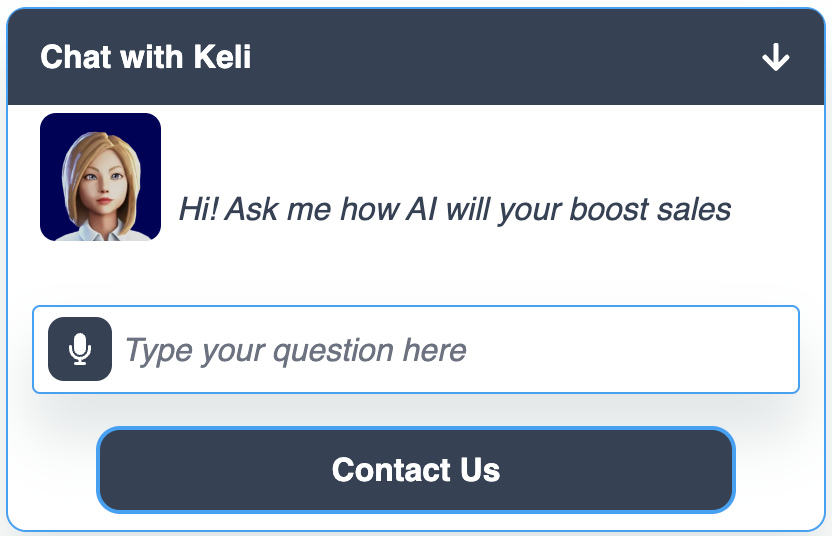 Chat with Keli
Hi! Ask me how AI will your boost sales
Type your question here
Contact Us